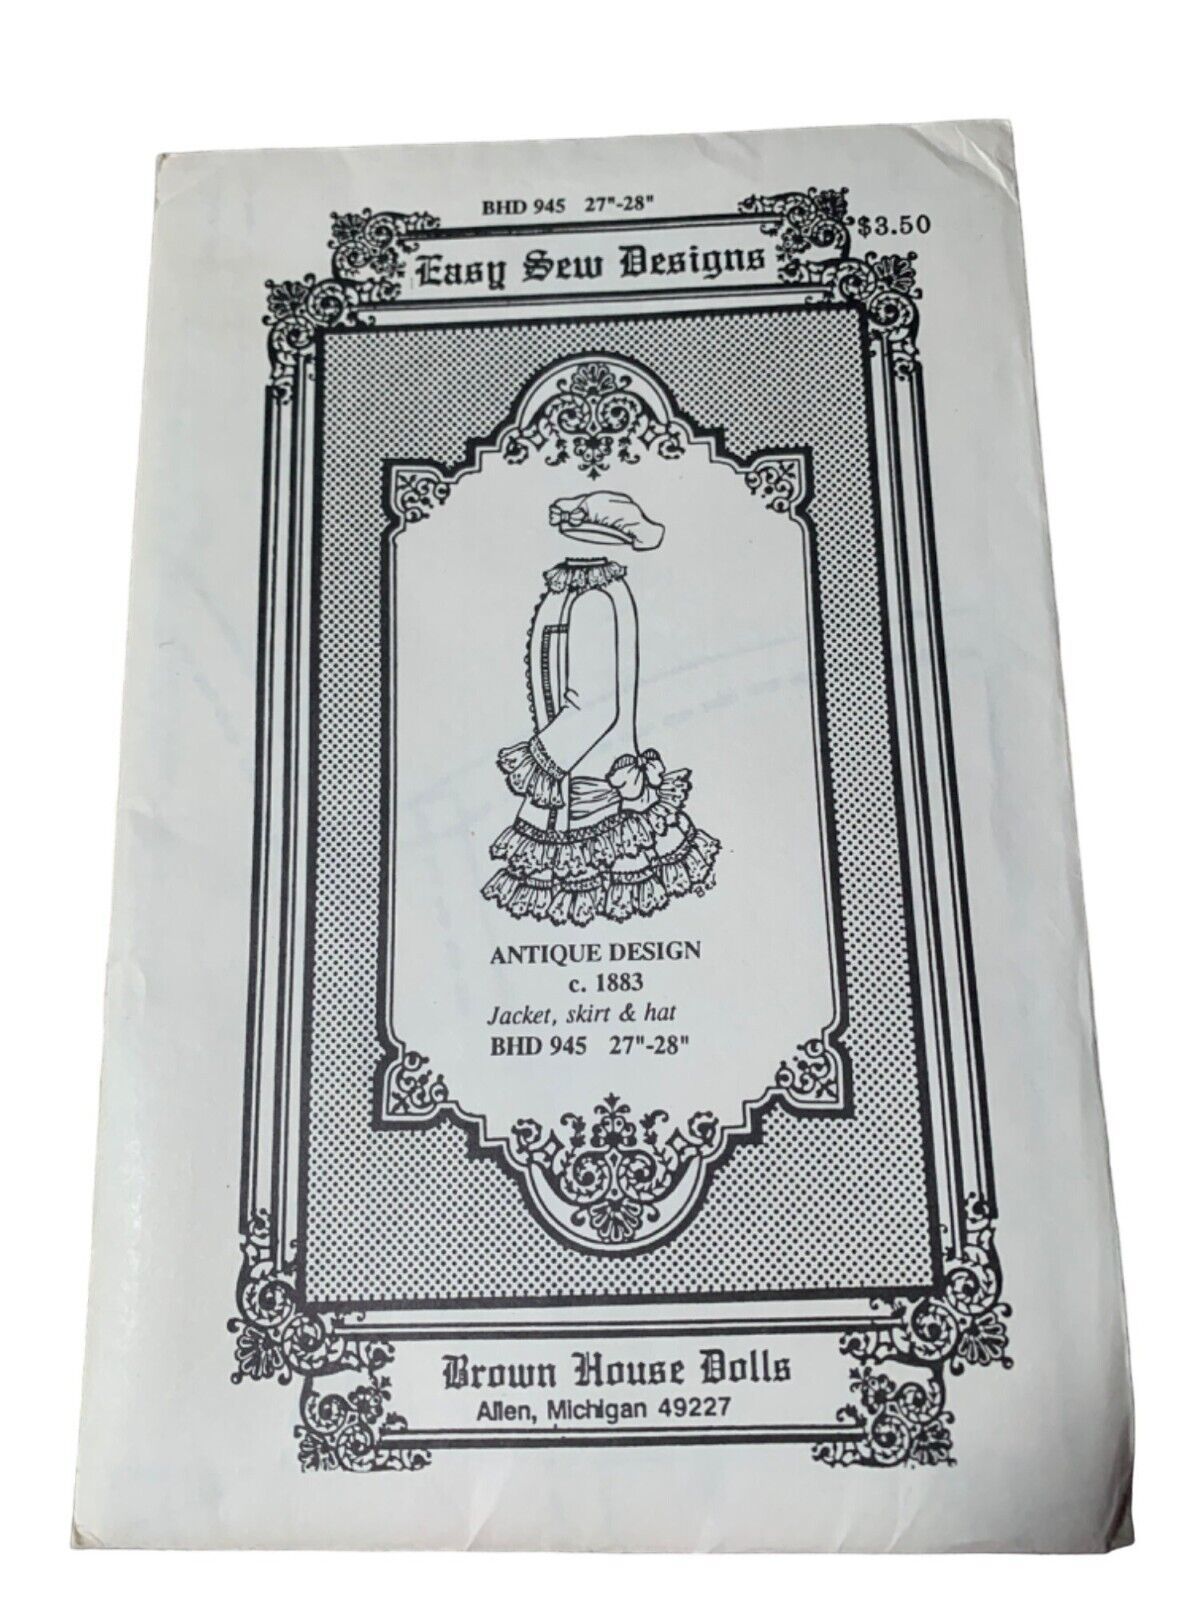 BHD 945 27"-28"
$3.50
Easy Sew Designs
ANTIQUE DESIGN
c. 1883
Jacket, skirt & hat
BHD 945 27"-28"
Brown House Dolls
Allen, Michigan 49227